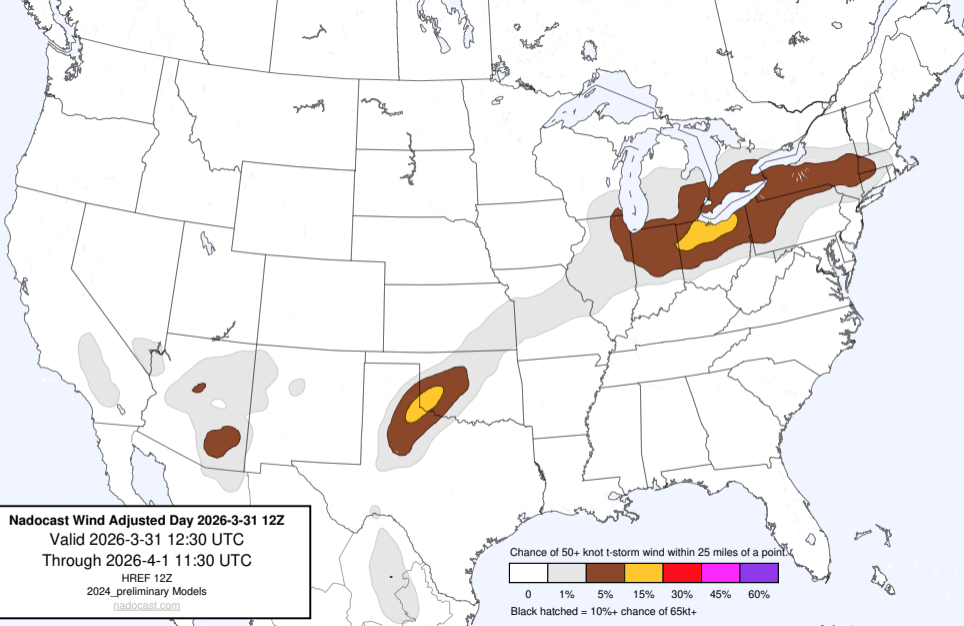 Nadocast Wind Adjusted Day 2026-3-31 12Z
Valid 2026-3-31 12:30 UTC
Through 2026-4-1 11:30 UTC
HREF 12Z
2024_preliminary Models
nadocast.com
Chance of 50+ knot t-storm wind within 25 miles of a point.
0 1% 5% 15% 30% 45% 60%
Black hatched = 10%+ chance of 65kt+